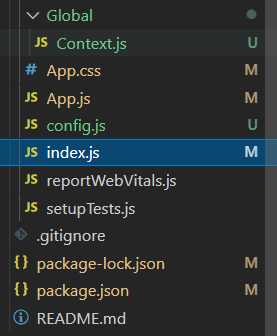 Global
JS Context.js U
# App.css M
JS App.js M
JS config.js U
JS index.js M
JS reportWebVitals.js
JS setupTests.js
.gitignore
{} package-lock.json M
{} package.json M
README.md